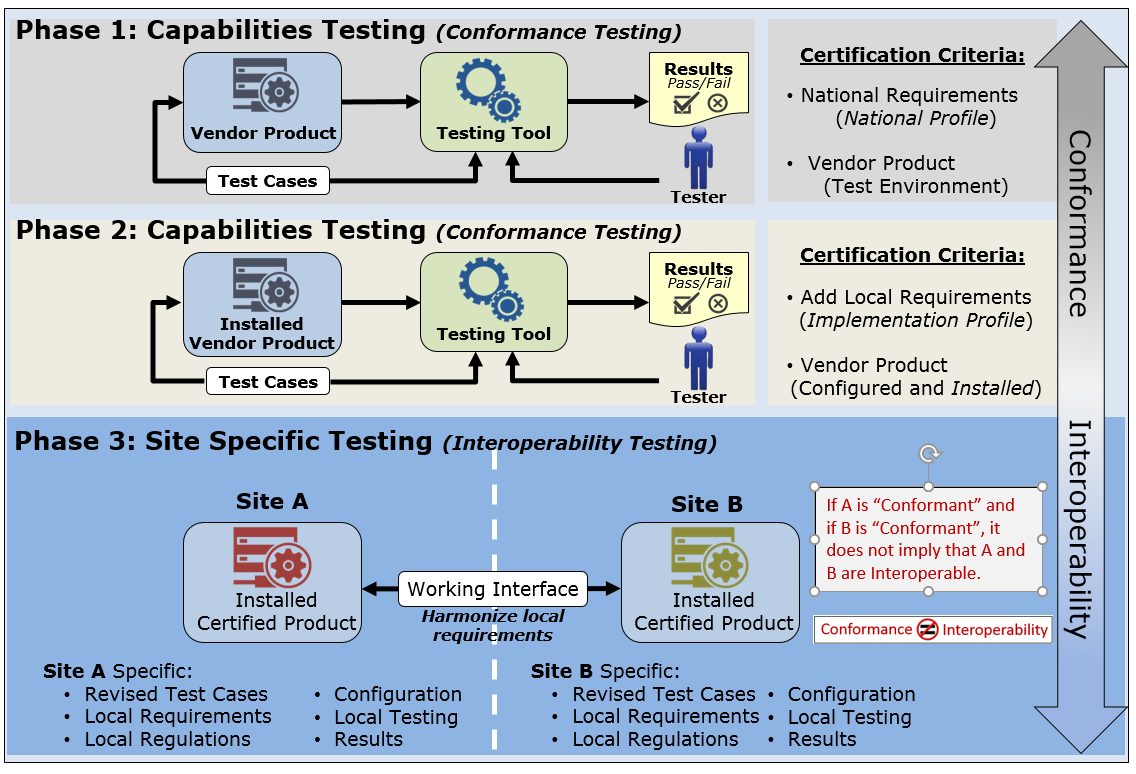 Phase 1: Capabilities Testing (Conformance Testing)
Vendor Product
Testing Tool
Results
Pass/Fail
Test Cases
Tester
Certification Criteria:
• National Requirements
(National Profile)
• Vendor Product
(Test Environment)
Phase 2: Capabilities Testing (Conformance Testing)
Installed
Vendor Product
Testing Tool
Results
Pass/Fail
Test Cases
Tester
Certification Criteria:
• Add Local Requirements
(Implementation Profile)
• Vendor Product
(Configured and Installed)
Conformance
Interoperability
Phase 3: Site Specific Testing (Interoperability Testing)
Site A
Installed
Certified Product
Working Interface
Harmonize local
requirements
Site B
Installed
Certified Product
If A is “Conformant” and
if B is “Conformant”, it
does not imply that A and
B are Interoperable.
Conformance = Interoperability
Site A Specific:
• Revised Test Cases
• Local Requirements
• Local Regulations
• Configuration
• Local Testing
• Results
Site B Specific:
• Revised Test Cases
• Local Requirements
• Local Regulations
• Configuration
• Local Testing
• Results